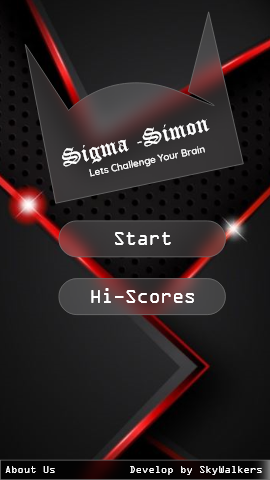 Sigma -Simon
Lets Challenge Your Brain
Start
Hi-Scores
About Us
Develop by SkyWalkers